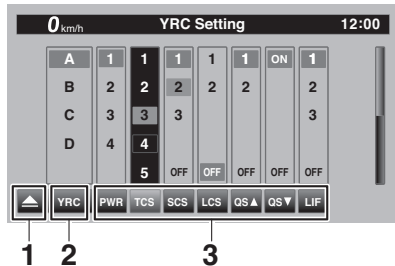 0 km/h YRC Setting 12:00
A 1 1 1 1 1 ON 1
B 2 2 2 2 2 2
C 3 3 3 3
D 4 4
5 OFF OFF OFF OFF OFF
YRC PWR TCS SCS LCS QS▲ QS▼ LIF
1 2 3